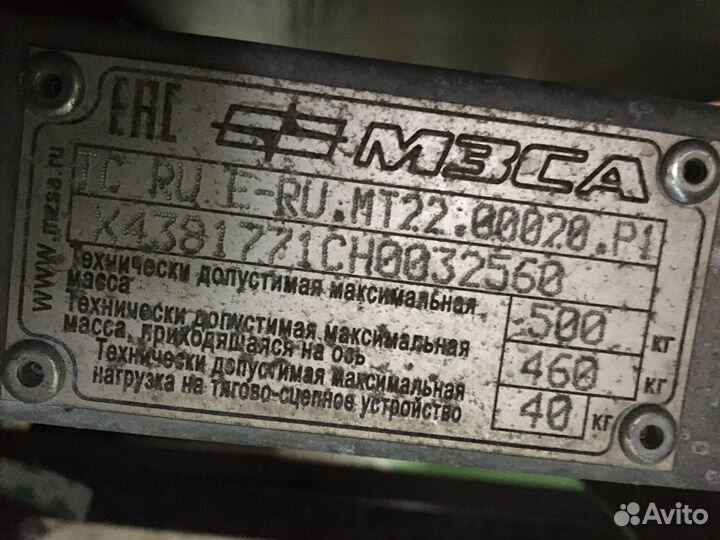 EAC МЗСА
TC RU E-RU.MT22.00020.P1
X4381771CH0032560
Технически допустимая максимальная
масса
500 кг
Технически допустимая максимальная
масса, приходящаяся на ось
460 кг
Технически допустимая максимальная
нагрузка на тягово-сцепное устройство
40 кг
www.mzsa.ru
Avito